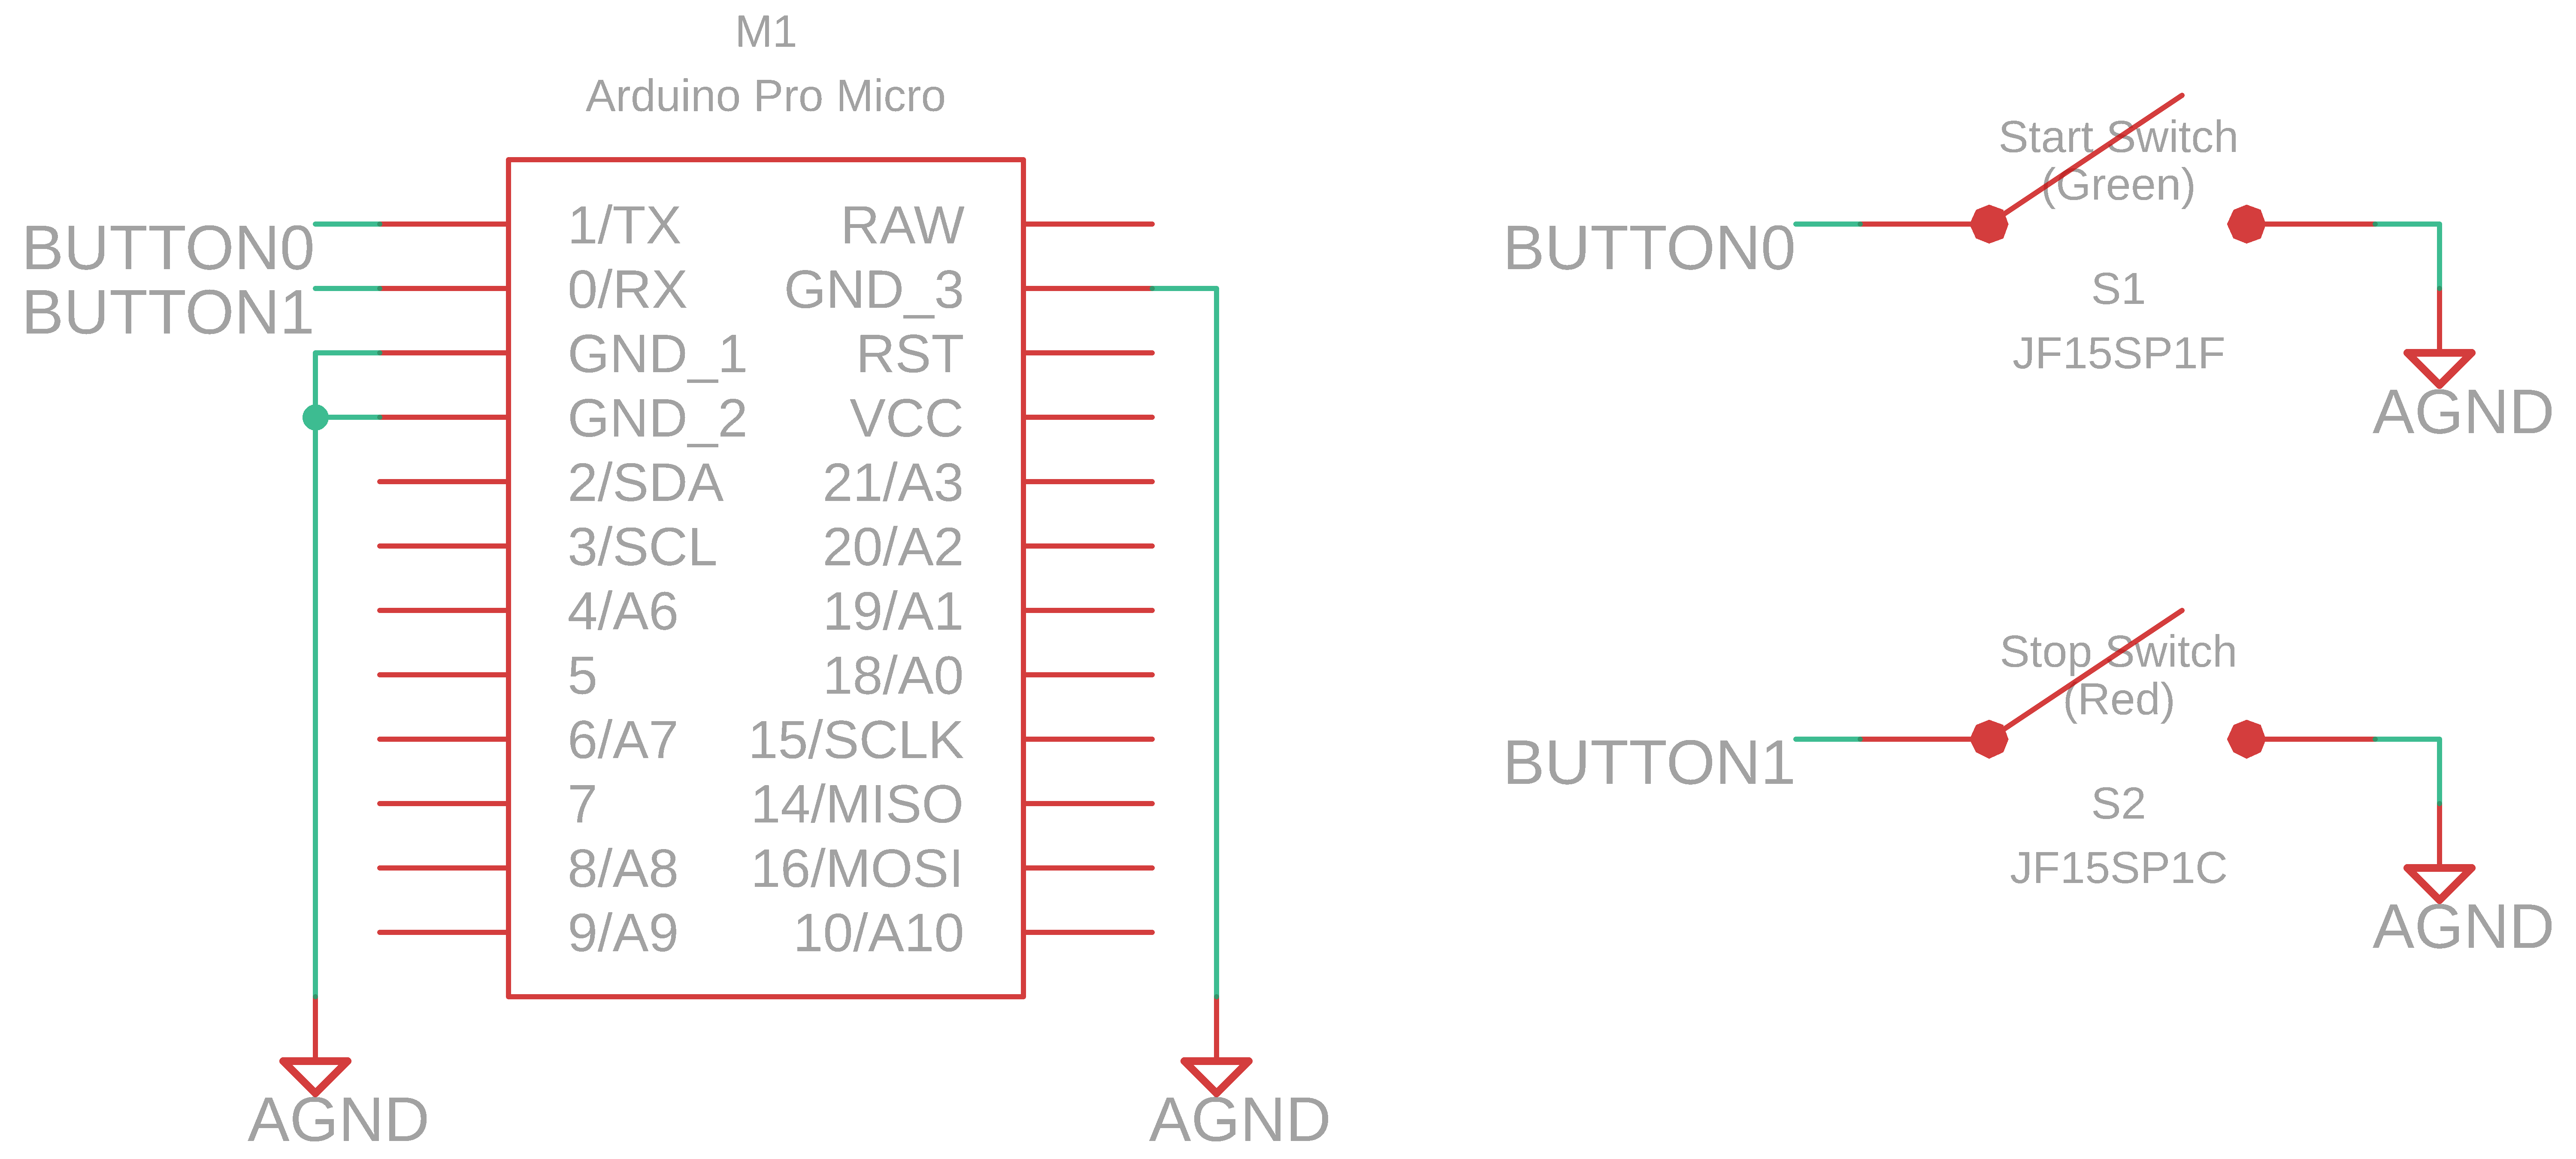 M1
Arduino Pro Micro
BUTTON0
BUTTON1
1/TX
0/RX
GND_1
GND_2
2/SDA
3/SCL
4/A6
5
6/A7
7
8/A8
9/A9
RAW
GND_3
RST
VCC
21/A3
20/A2
19/A1
18/A0
15/SCLK
14/MISO
16/MOSI
10/A10
AGND
AGND
Start Switch
(Green)
BUTTON0
S1
JF15SP1F
AGND
Stop Switch
(Red)
BUTTON1
S2
JF15SP1C
AGND